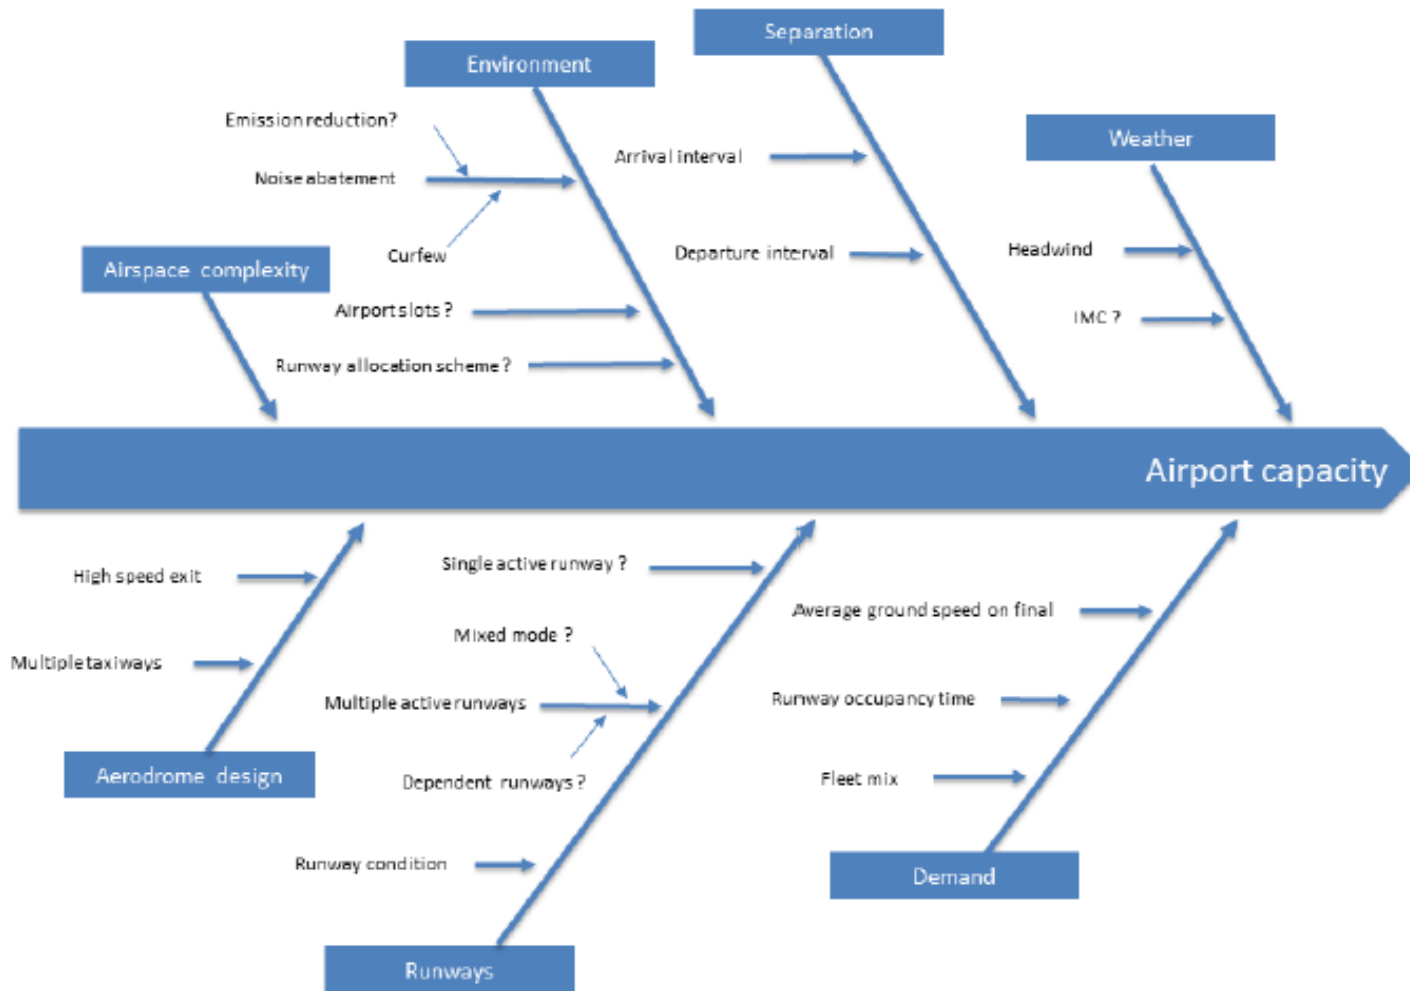 Separation
Environment
Emission reduction?
Weather
Arrival interval
Noise abatement
Curfew
Departure interval
Headwind
Airspace complexity
Airport slots ?
IMC ?
Runway allocation scheme ?
Airport capacity
High speed exit
Single active runway ?
Average ground speed on final
Mixed mode ?
Multiple taxiways
Multiple active runways
Runway occupancy time
Aerodrome design
Dependent runways ?
Fleet mix
Runway condition
Demand
Runways